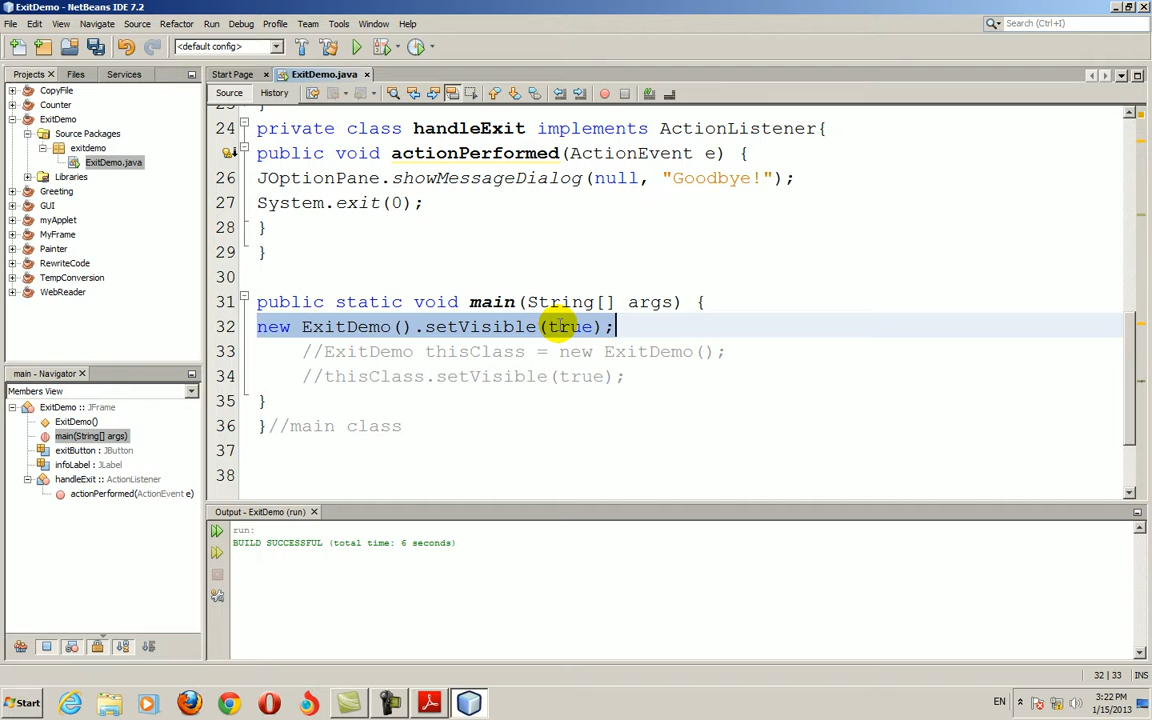 ExitDemo - NetBeans IDE 7.2
File Edit View Navigate Source Refactor Run Debug Profile Team Tools Window Help
<default config>
Search (Ctrl+I)
Projects Files Services
Start Page ExitDemo.java
Source History
CopyFile
Counter
ExitDemo
Source Packages
exitdemo
ExitDemo.java
Libraries
Greeting
GUI
myApplet
MyFrame
Painter
RewriteCode
TempConversion
WebReader
24 private class handleExit implements ActionListener{
public void actionPerformed(ActionEvent e) {
26 JOptionPane.showMessageDialog(null, "Goodbye!");
27 System.exit(0);
28 }
29 }
30
31 public static void main(String[] args) {
32 new ExitDemo().setVisible(true);
33 //ExitDemo thisClass = new ExitDemo();
34 //thisClass.setVisible(true);
35 }
36 }//main class
37
38
main - Navigator
Members View
ExitDemo :: JFrame
ExitDemo()
main(String[] args)
exitButton : JButton
infoLabel : JLabel
handleExit :: ActionListener
actionPerformed(ActionEvent e)
Output - ExitDemo (run)
run:
BUILD SUCCESSFUL (total time: 6 seconds)
32 | 33 INS
Start
EN
3:22 PM
1/15/2013